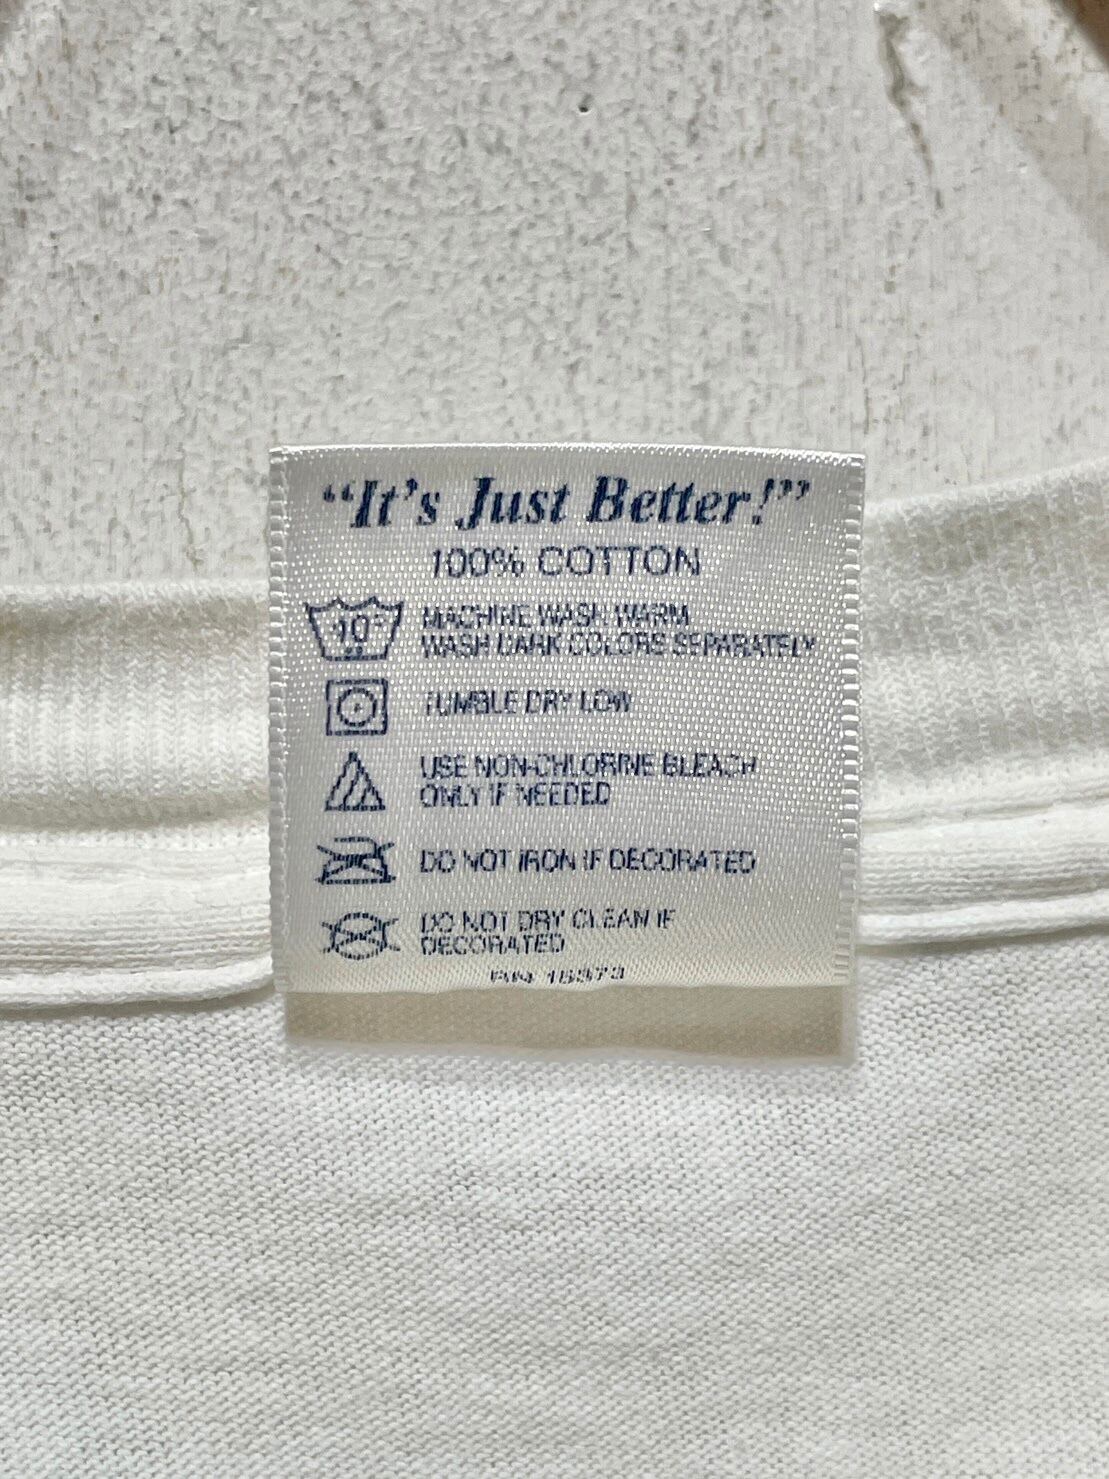 “It's Just Better!”
100% COTTON
40°
MACHINE WASH WARM
WASH DARK COLORS SEPARATELY
TUMBLE DRY LOW
USE NON-CHLORINE BLEACH
ONLY IF NEEDED
DO NOT IRON IF DECORATED
DO NOT DRY CLEAN IF
DECORATED